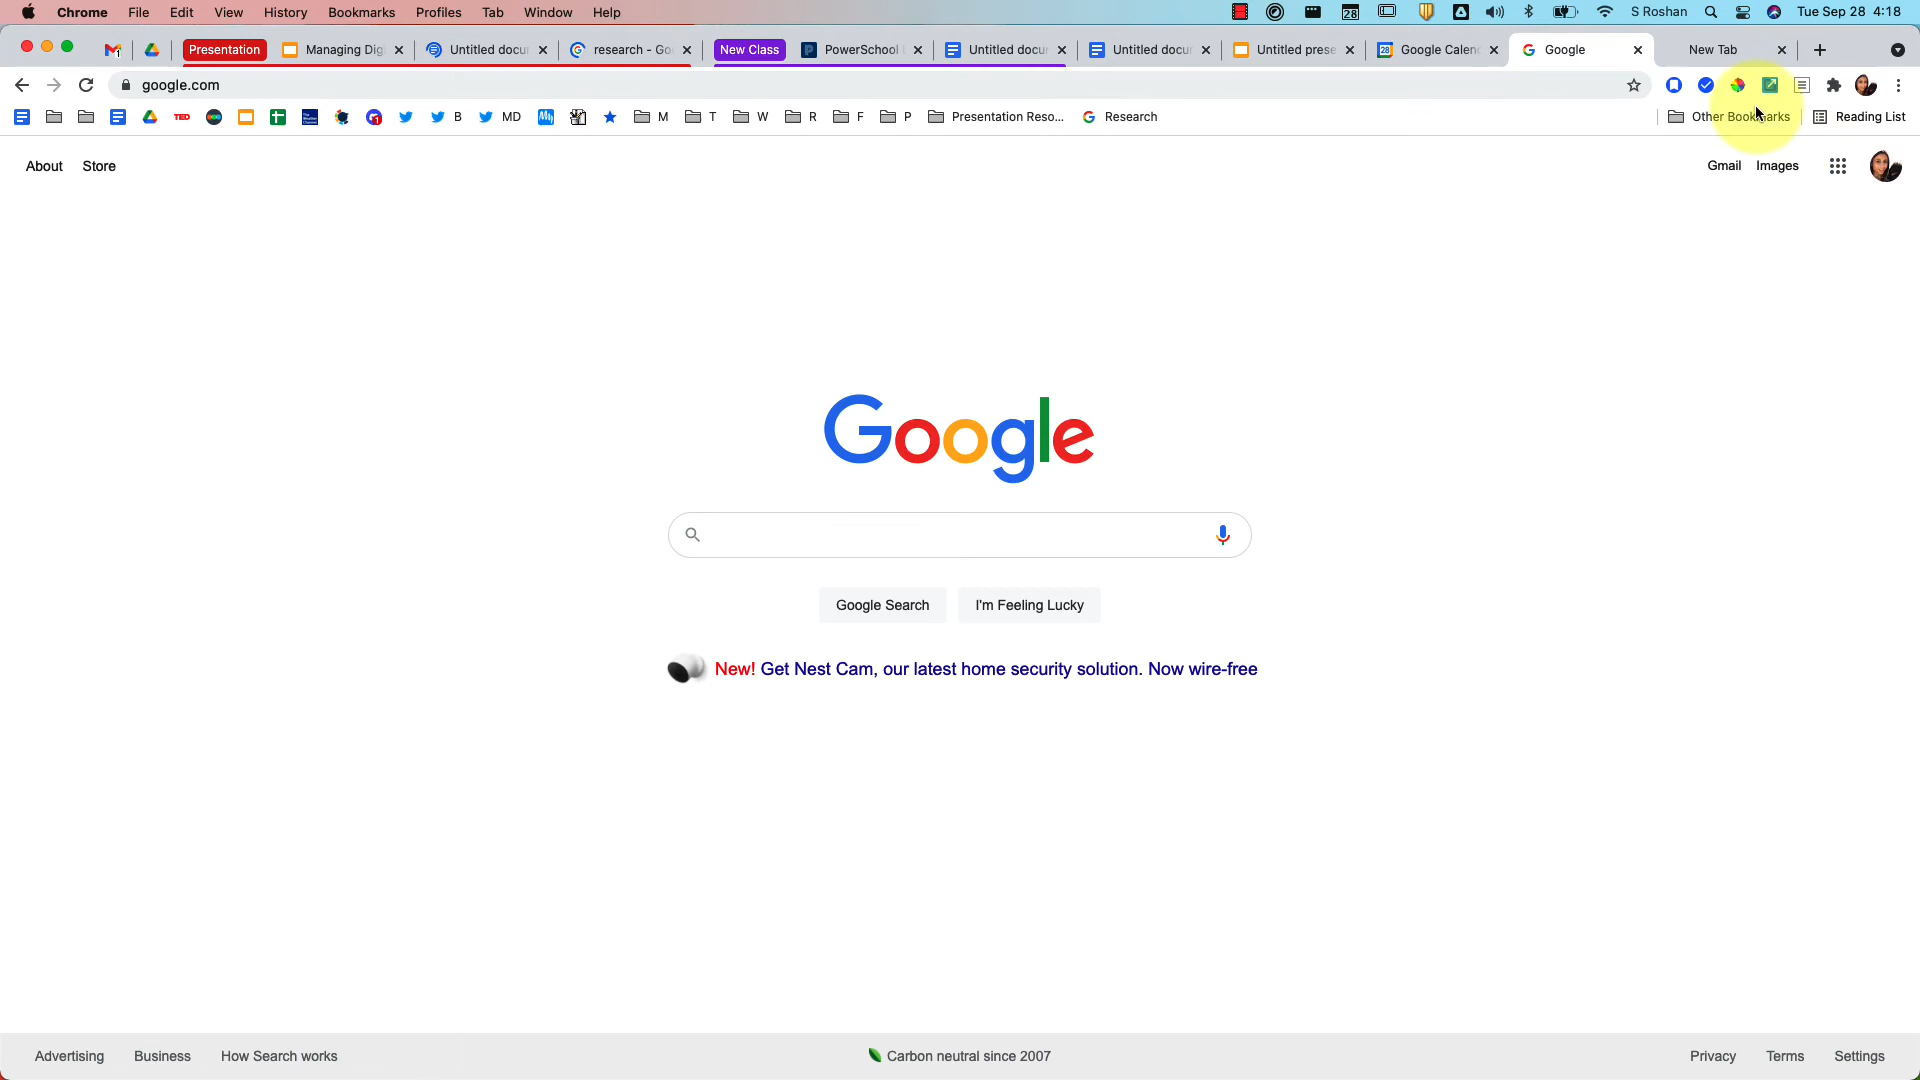 Chrome File Edit View History Bookmarks Profiles Tab Window Help 28 S Roshan Tue Sep 28 4:18
Presentation Managing Dig Untitled docu research - Go New Class PowerSchool Untitled docu Untitled docu Untitled prese Google Calen Google New Tab
google.com
TED B MD M T W R F P Presentation Reso... Research Other Bookmarks Reading List
About Store Gmail Images
Google
Google Search I'm Feeling Lucky
New! Get Nest Cam, our latest home security solution. Now wire-free
Advertising Business How Search works Carbon neutral since 2007 Privacy Terms Settings